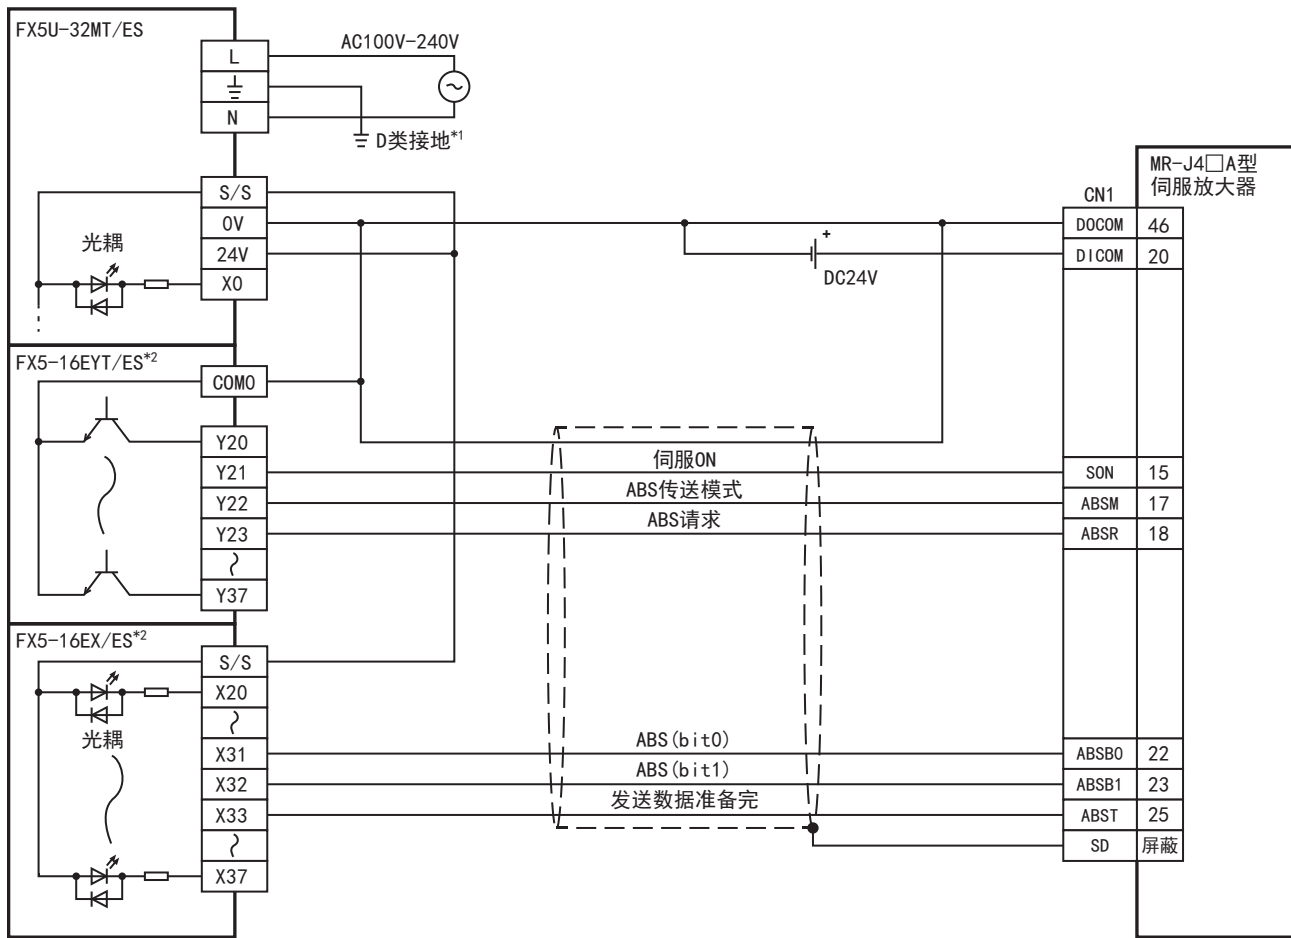 FX5U-32MT/ES
L
AC100V-240V
N
D类接地*1
S/S
0V
24V
X0
光耦
DC24V
+
MR-J4□A型
伺服放大器
CN1
DOCOM 46
DICOM 20
FX5-16EYT/ES*2
COM0
Y20
Y21 伺服ON SON 15
Y22 ABS传送模式 ABSM 17
Y23 ABS请求 ABSR 18
Y37
FX5-16EX/ES*2
S/S
X20
光耦
X31 ABS(bit0) ABSB0 22
X32 ABS(bit1) ABSB1 23
X33 发送数据准备完 ABST 25
SD 屏蔽
X37